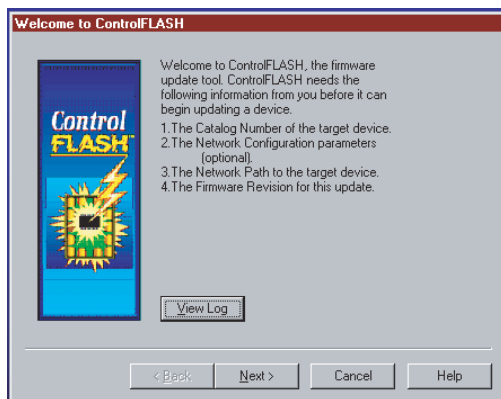 Welcome to ControlFLASH
Control
FLASH
Welcome to ControlFLASH, the firmware
update tool. ControlFLASH needs the
following information from you before it can
begin updating a device.
1.The Catalog Number of the target device.
2.The Network Configuration parameters
(optional).
3.The Network Path to the target device.
4.The Firmware Revision for this update.
View Log
< Back
Next >
Cancel
Help